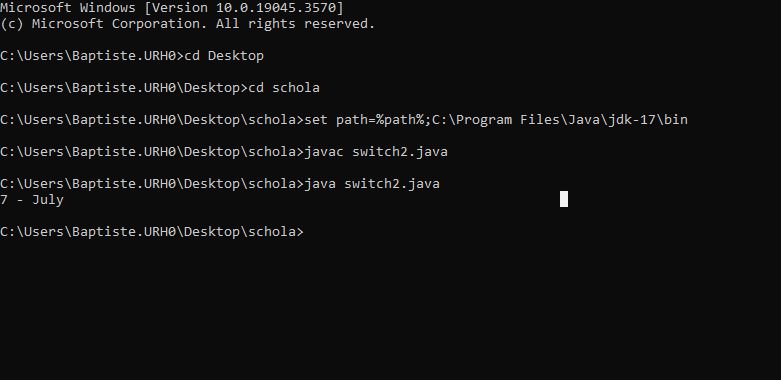 Microsoft Windows [Version 10.0.19045.3570]
(c) Microsoft Corporation. All rights reserved.
C:\Users\Baptiste.URH0>cd Desktop
C:\Users\Baptiste.URH0\Desktop>cd schola
C:\Users\Baptiste.URH0\Desktop\schola>set path=%path%;C:\Program Files\Java\jdk-17\bin
C:\Users\Baptiste.URH0\Desktop\schola>javac switch2.java
C:\Users\Baptiste.URH0\Desktop\schola>java switch2.java
7 - July
C:\Users\Baptiste.URH0\Desktop\schola>